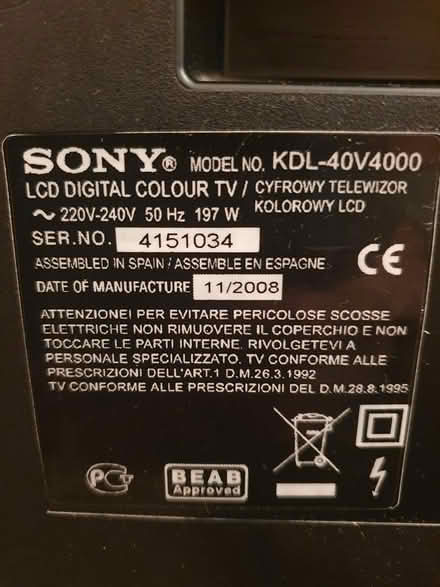 SONY® MODEL NO. KDL-40V4000
LCD DIGITAL COLOUR TV / CYFROWY TELEWIZOR
KOLOROWY LCD
~ 220V-240V 50 Hz 197 W
SER.NO. 4151034
ASSEMBLED IN SPAIN / ASSEMBLE EN ESPAGNE
CE
DATE OF MANUFACTURE 11/2008
ATTENZIONE! PER EVITARE PERICOLOSE SCOSSE
ELETTRICHE NON RIMUOVERE IL COPERCHIO E NON
TOCCARE LE PARTI INTERNE. RIVOLGETEVI A
PERSONALE SPECIALIZZATO. TV CONFORME ALLE
PRESCRIZIONI DELL'ART.1 D.M.26.3.1992
TV CONFORME ALLE PRESCRIZIONI DEL D.M.28.8.1995
BEAB
Approved